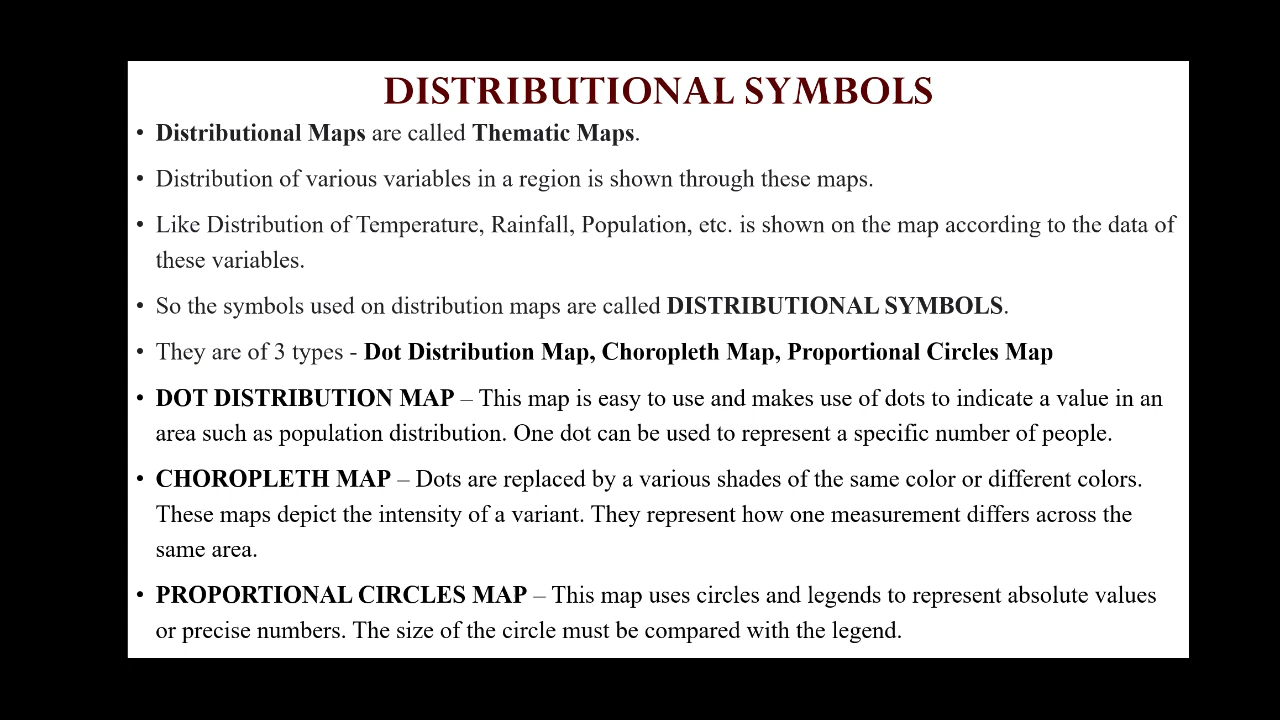 DISTRIBUTIONAL SYMBOLS
• Distributional Maps are called Thematic Maps.
• Distribution of various variables in a region is shown through these maps.
• Like Distribution of Temperature, Rainfall, Population, etc. is shown on the map according to the data of
these variables.
• So the symbols used on distribution maps are called DISTRIBUTIONAL SYMBOLS.
• They are of 3 types - Dot Distribution Map, Choropleth Map, Proportional Circles Map
• DOT DISTRIBUTION MAP – This map is easy to use and makes use of dots to indicate a value in an
area such as population distribution. One dot can be used to represent a specific number of people.
• CHOROPLETH MAP – Dots are replaced by a various shades of the same color or different colors.
These maps depict the intensity of a variant. They represent how one measurement differs across the
same area.
• PROPORTIONAL CIRCLES MAP – This map uses circles and legends to represent absolute values
or precise numbers. The size of the circle must be compared with the legend.